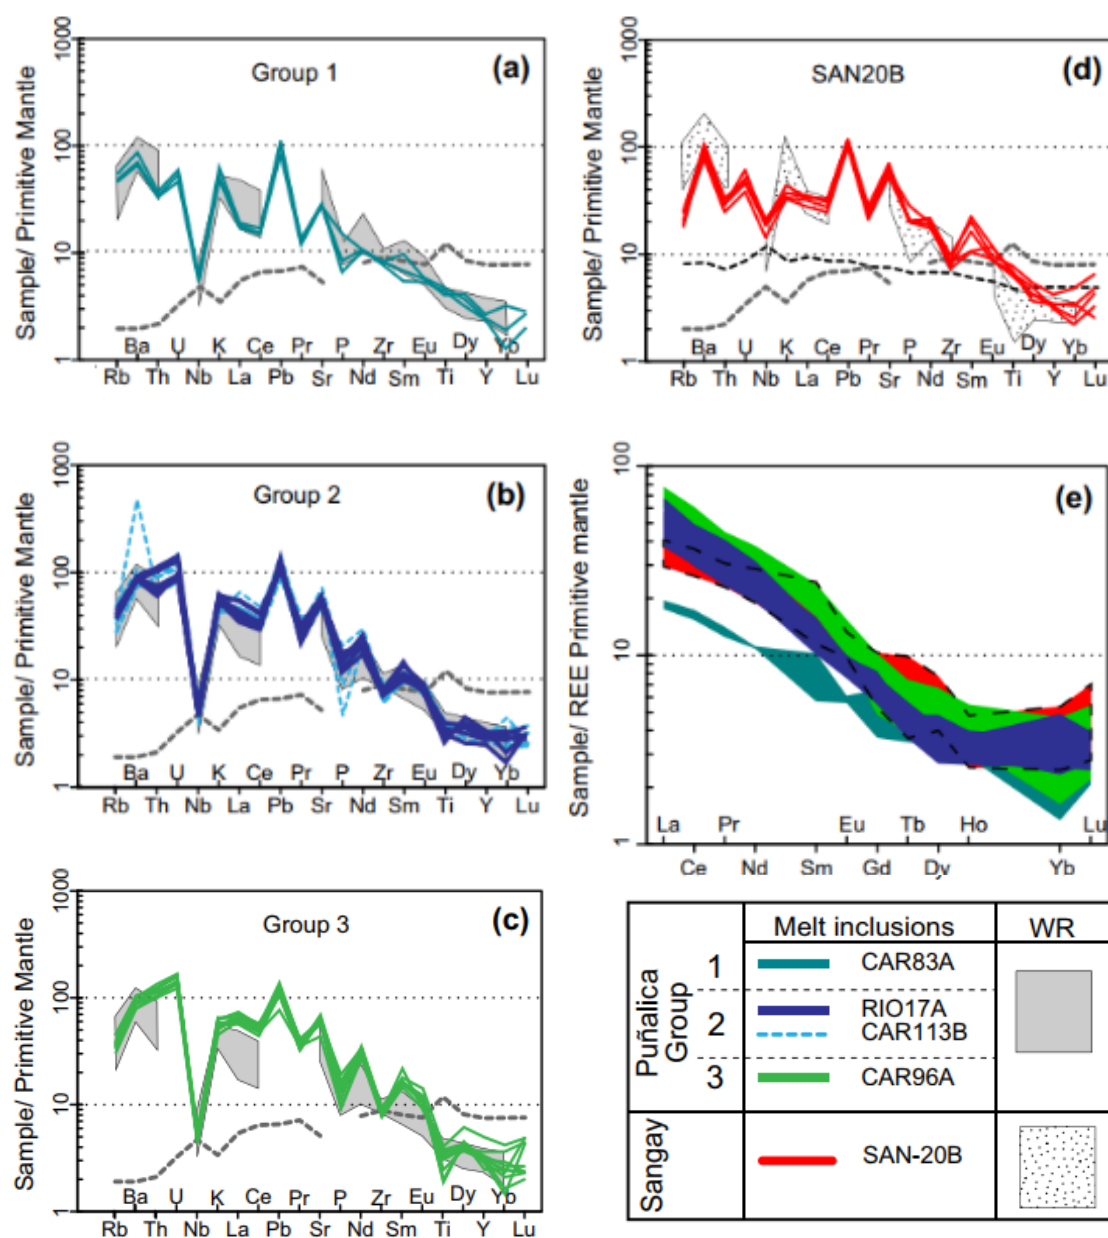 (a)
Group 1
Sample/ Primitive Mantle
1000
100
10
1
Ba U K Ce Pr P Zr Eu Dy Yb
Rb Th Nb La Pb Sr Nd Sm Ti Y Lu
(d)
SAN20B
Sample/ Primitive Mantle
1000
100
10
1
Ba U K Ce Pr P Zr Eu Dy Yb
Rb Th Nb La Pb Sr Nd Sm Ti Y Lu
(b)
Group 2
Sample/ Primitive Mantle
1000
100
10
1
Ba Th U K Ce Pr P Zr Eu Dy Yb
Rb Th Nb La Pb Sr Nd Sm Ti Y Lu
(e)
Sample/ REE Primitive mantle
100
10
1
La Pr Eu Tb Ho Lu
Ce Nd Sm Gd Dy Yb
(c)
Group 3
Sample/ Primitive Mantle
1000
100
10
1
Ba U K Ce Pr P Zr Eu Dy Yb
Rb Th Nb La Pb Sr Nd Sm Ti Y Lu
Melt inclusions WR
Puñalica
Group
1 CAR83A
2 RIO17A
CAR113B
3 CAR96A
Sangay
SAN-20B